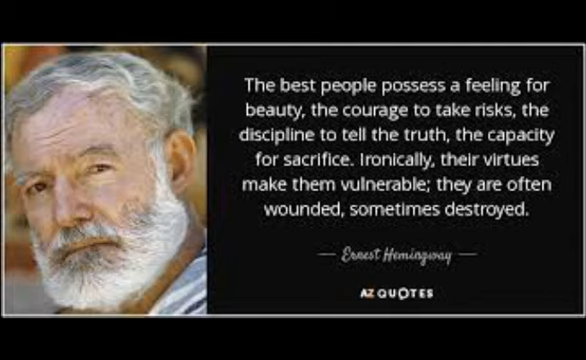 The best people possess a feeling for
beauty, the courage to take risks, the
discipline to tell the truth, the capacity
for sacrifice. Ironically, their virtues
make them vulnerable; they are often
wounded, sometimes destroyed.
— Ernest Hemingway —
AZ QUOTES